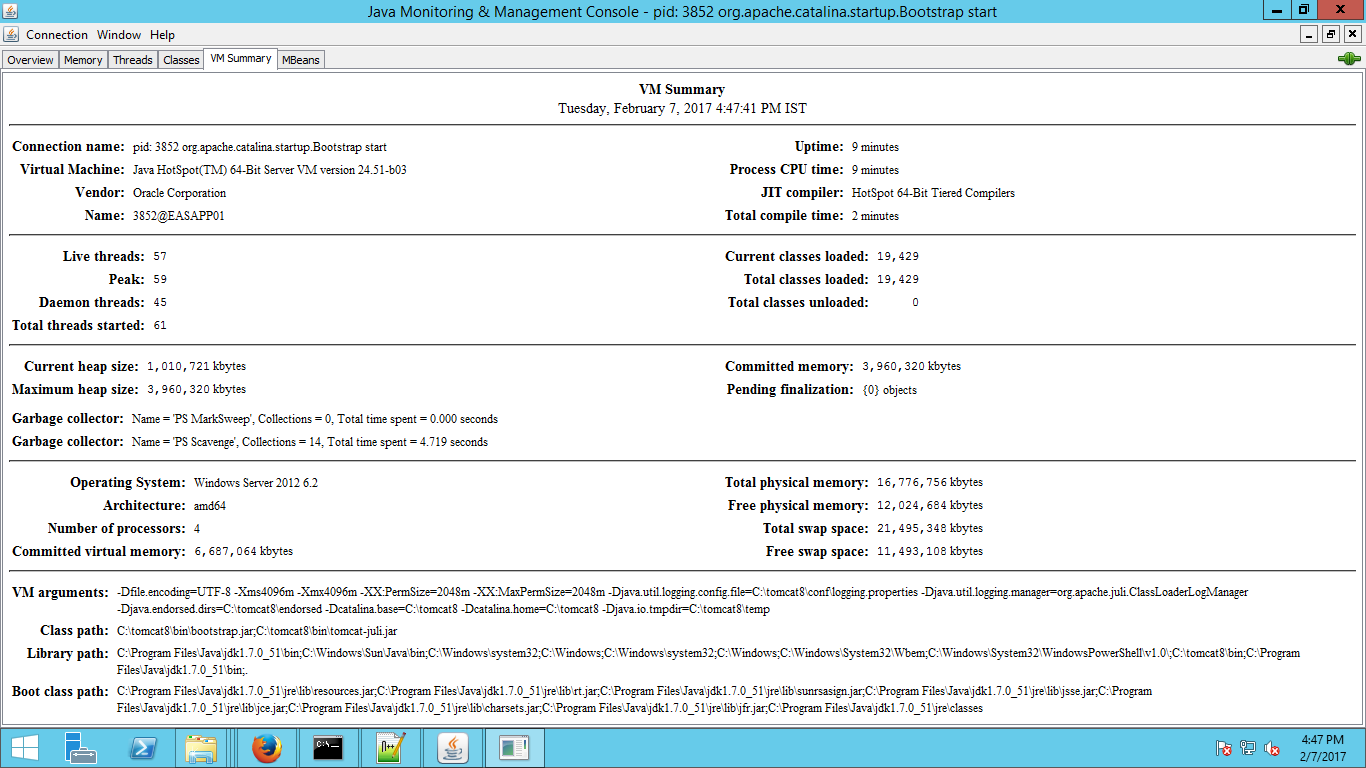 Java Monitoring & Management Console - pid: 3852 org.apache.catalina.startup.Bootstrap start
Connection Window Help
Overview Memory Threads Classes VM Summary MBeans
VM Summary
Tuesday, February 7, 2017 4:47:41 PM IST
Connection name: pid: 3852 org.apache.catalina.startup.Bootstrap start
Virtual Machine: Java HotSpot(TM) 64-Bit Server VM version 24.51-b03
Vendor: Oracle Corporation
Name: 3852@EASAPP01
Uptime: 9 minutes
Process CPU time: 9 minutes
JIT compiler: HotSpot 64-Bit Tiered Compilers
Total compile time: 2 minutes
Live threads: 57
Peak: 59
Daemon threads: 45
Total threads started: 61
Current classes loaded: 19,429
Total classes loaded: 19,429
Total classes unloaded: 0
Current heap size: 1,010,721 kbytes
Maximum heap size: 3,960,320 kbytes
Committed memory: 3,960,320 kbytes
Pending finalization: {0} objects
Garbage collector: Name = 'PS MarkSweep', Collections = 0, Total time spent = 0.000 seconds
Garbage collector: Name = 'PS Scavenge', Collections = 14, Total time spent = 4.719 seconds
Operating System: Windows Server 2012 6.2
Architecture: amd64
Number of processors: 4
Committed virtual memory: 6,687,064 kbytes
Total physical memory: 16,776,756 kbytes
Free physical memory: 12,024,684 kbytes
Total swap space: 21,495,348 kbytes
Free swap space: 11,493,108 kbytes
VM arguments: -Dfile.encoding=UTF-8 -Xms4096m -Xmx4096m -XX:PermSize=2048m -XX:MaxPermSize=2048m -Djava.util.logging.config.file=C:\tomcat8\conf\logging.properties -Djava.util.logging.manager=org.apache.juli.ClassLoaderLogManager
-Djava.endorsed.dirs=C:\tomcat8\endorsed -Dcatalina.base=C:\tomcat8 -Dcatalina.home=C:\tomcat8 -Djava.io.tmpdir=C:\tomcat8\temp
Class path: C:\tomcat8\bin\bootstrap.jar;C:\tomcat8\bin\tomcat-juli.jar
Library path: C:\Program Files\Java\jdk1.7.0_51\bin;C:\Windows\Sun\Java\bin;C:\Windows\system32;C:\Windows;C:\Windows\system32;C:\Windows;C:\Windows\System32\Wbem;C:\Windows\System32\WindowsPowerShell\v1.0\;C:\tomcat8\bin;C:\Program
Files\Java\jdk1.7.0_51\bin;.
Boot class path: C:\Program Files\Java\jdk1.7.0_51\jre\lib\resources.jar;C:\Program Files\Java\jdk1.7.0_51\jre\lib\rt.jar;C:\Program Files\Java\jdk1.7.0_51\jre\lib\sunrsasign.jar;C:\Program Files\Java\jdk1.7.0_51\jre\lib\jsse.jar;C:\Program
Files\Java\jdk1.7.0_51\jre\lib\jce.jar;C:\Program Files\Java\jdk1.7.0_51\jre\lib\charsets.jar;C:\Program Files\Java\jdk1.7.0_51\jre\lib\jfr.jar;C:\Program Files\Java\jdk1.7.0_51\jre\classes
4:47 PM
2/7/2017